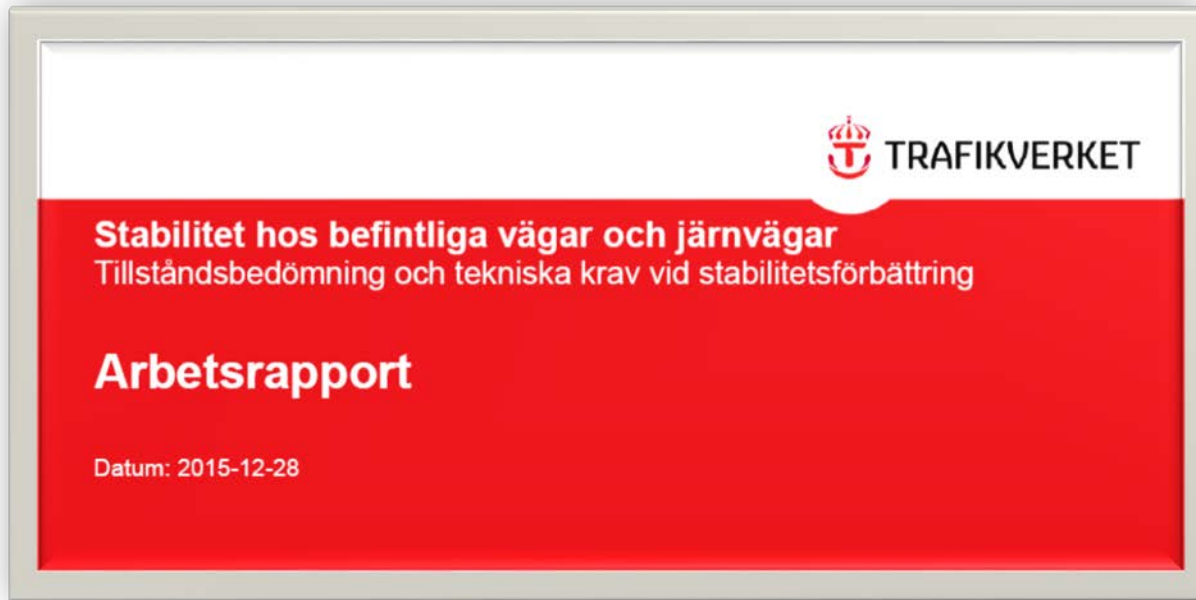 TRAFIKVERKET
Stabilitet hos befintliga vägar och järnvägar
Tillståndsbedömning och tekniska krav vid stabilitetsförbättring
Arbetsrapport
Datum: 2015-12-28